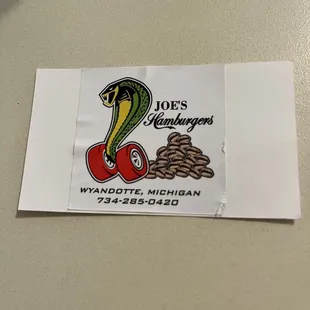 JOE'S
Hamburgers
WYANDOTTE, MICHIGAN
734-285-0420